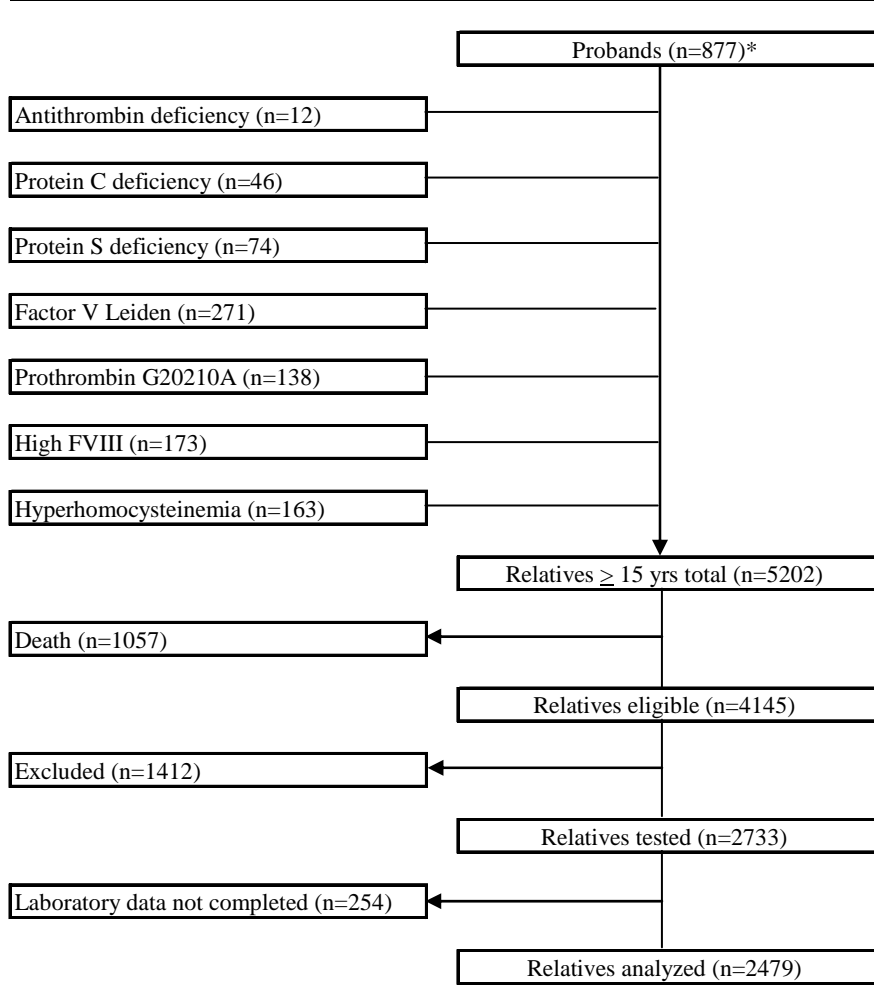 Probands (n=877)*
Antithrombin deficiency (n=12)
Protein C deficiency (n=46)
Protein S deficiency (n=74)
Factor V Leiden (n=271)
Prothrombin G20210A (n=138)
High FVIII (n=173)
Hyperhomocysteinemia (n=163)
Relatives ≥ 15 yrs total (n=5202)
Death (n=1057)
Relatives eligible (n=4145)
Excluded (n=1412)
Relatives tested (n=2733)
Laboratory data not completed (n=254)
Relatives analyzed (n=2479)